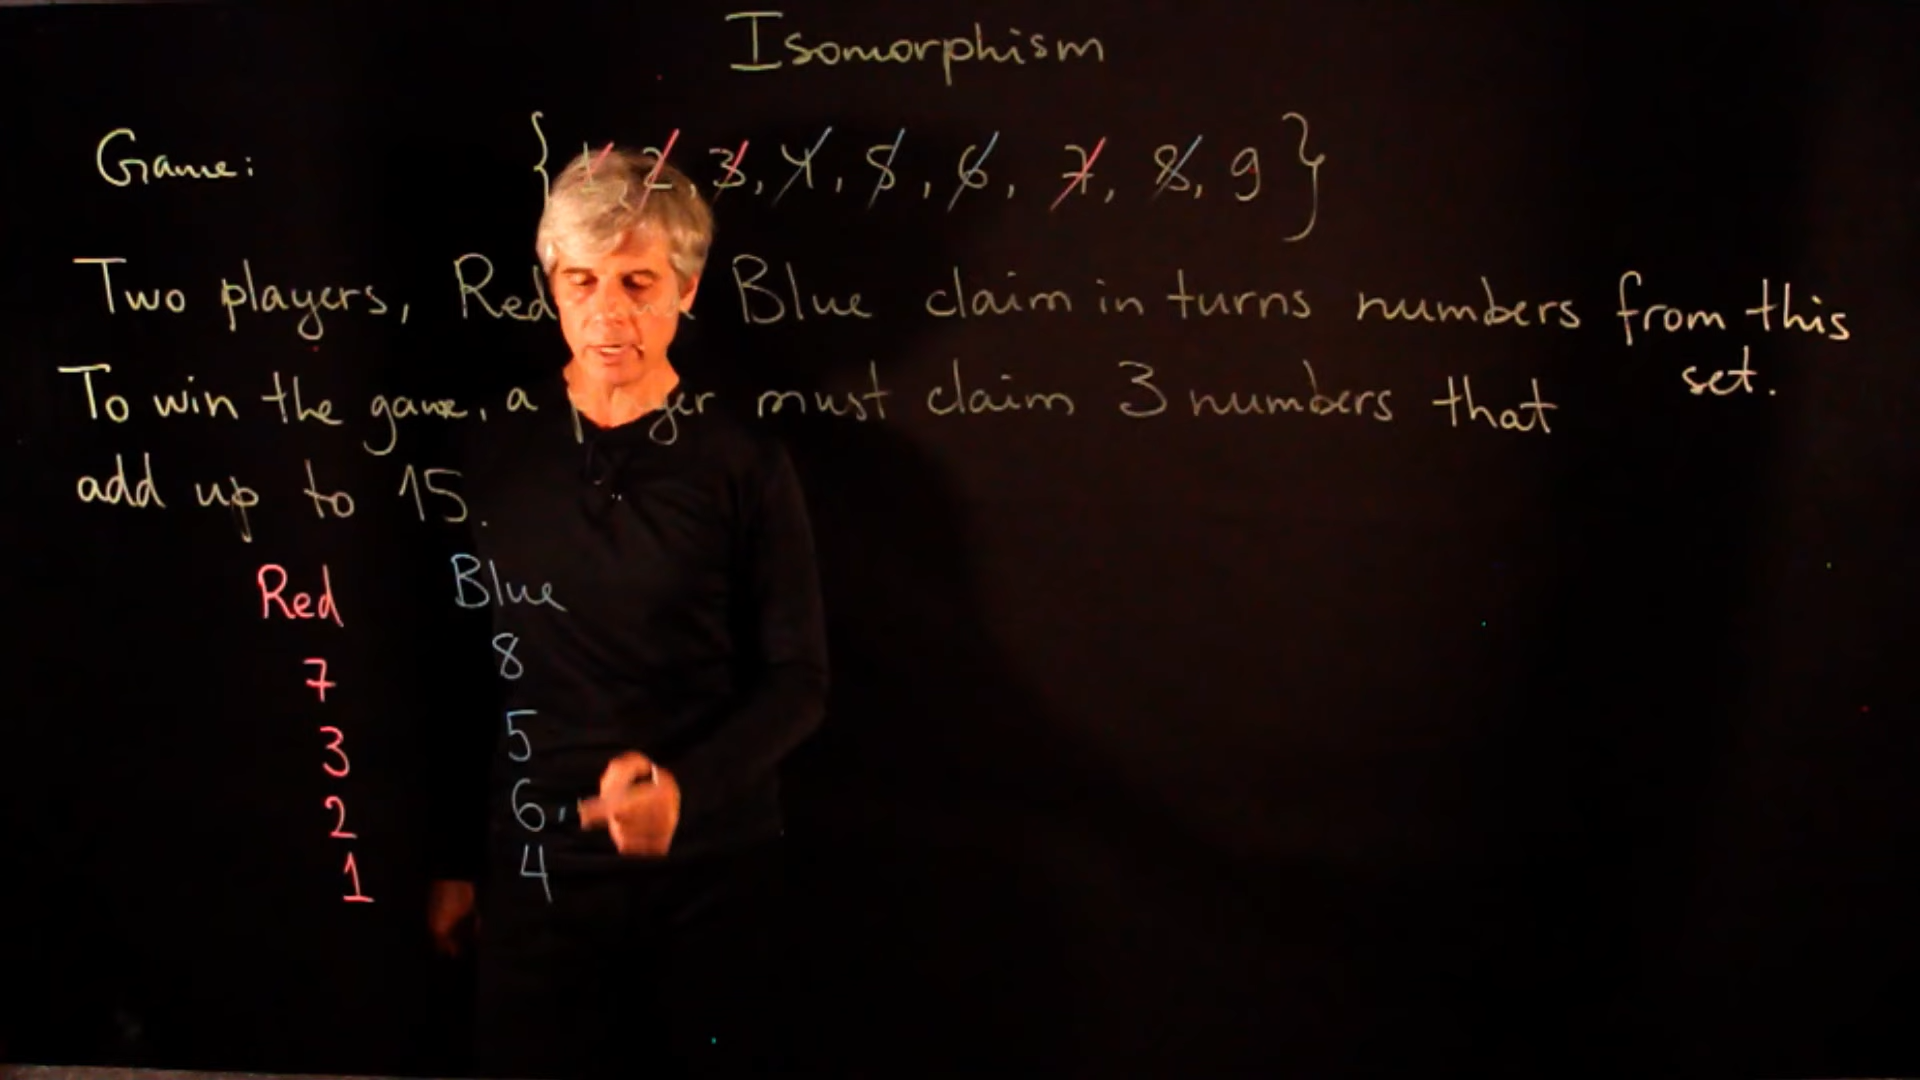 Isomorphism
Game: { 1, 2, 3, 4, 5, 6, 7, 8, 9 }
Two players, Red Blue claim in turns numbers from this set.
To win the game, a player must claim 3 numbers that
add up to 15.
Red Blue
7 8
3 5
2 6
1 4